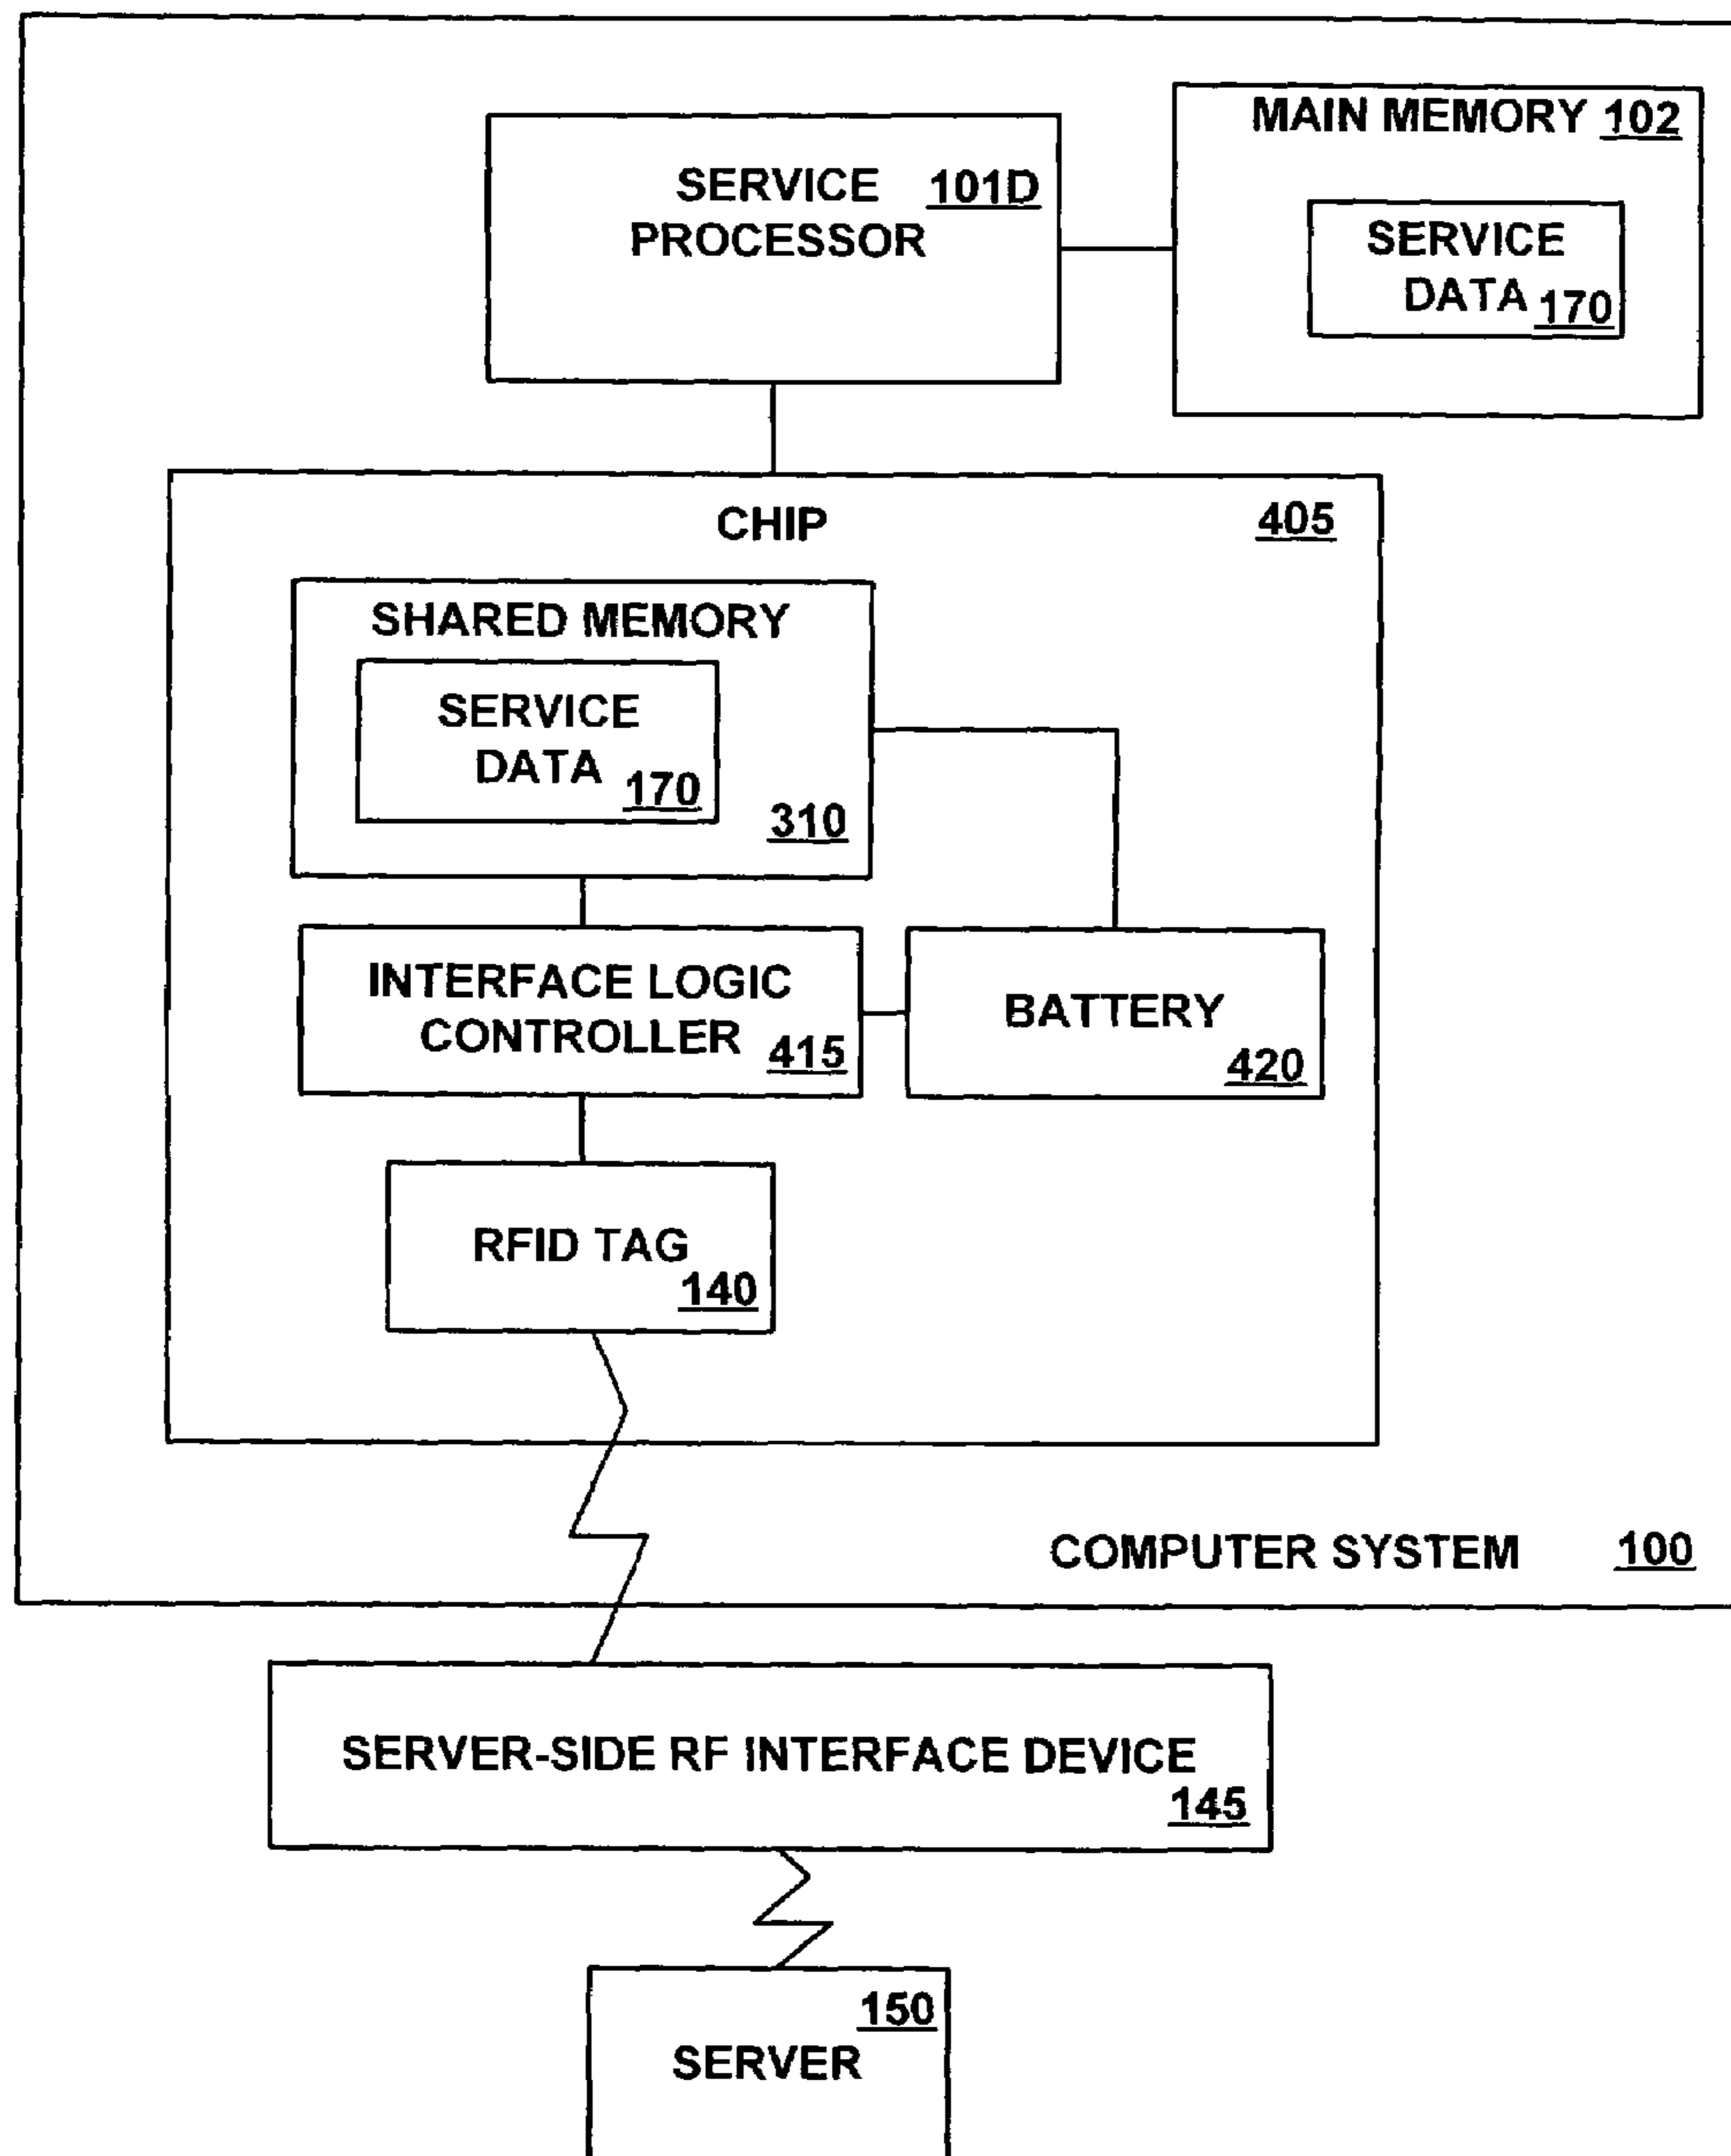 MAIN MEMORY 102
SERVICE 101D
PROCESSOR
SERVICE
DATA 170
CHIP 405
SHARED MEMORY
SERVICE
DATA 170
310
INTERFACE LOGIC
CONTROLLER 415
BATTERY
420
RFID TAG
140
COMPUTER SYSTEM 100
SERVER-SIDE RF INTERFACE DEVICE
145
150
SERVER